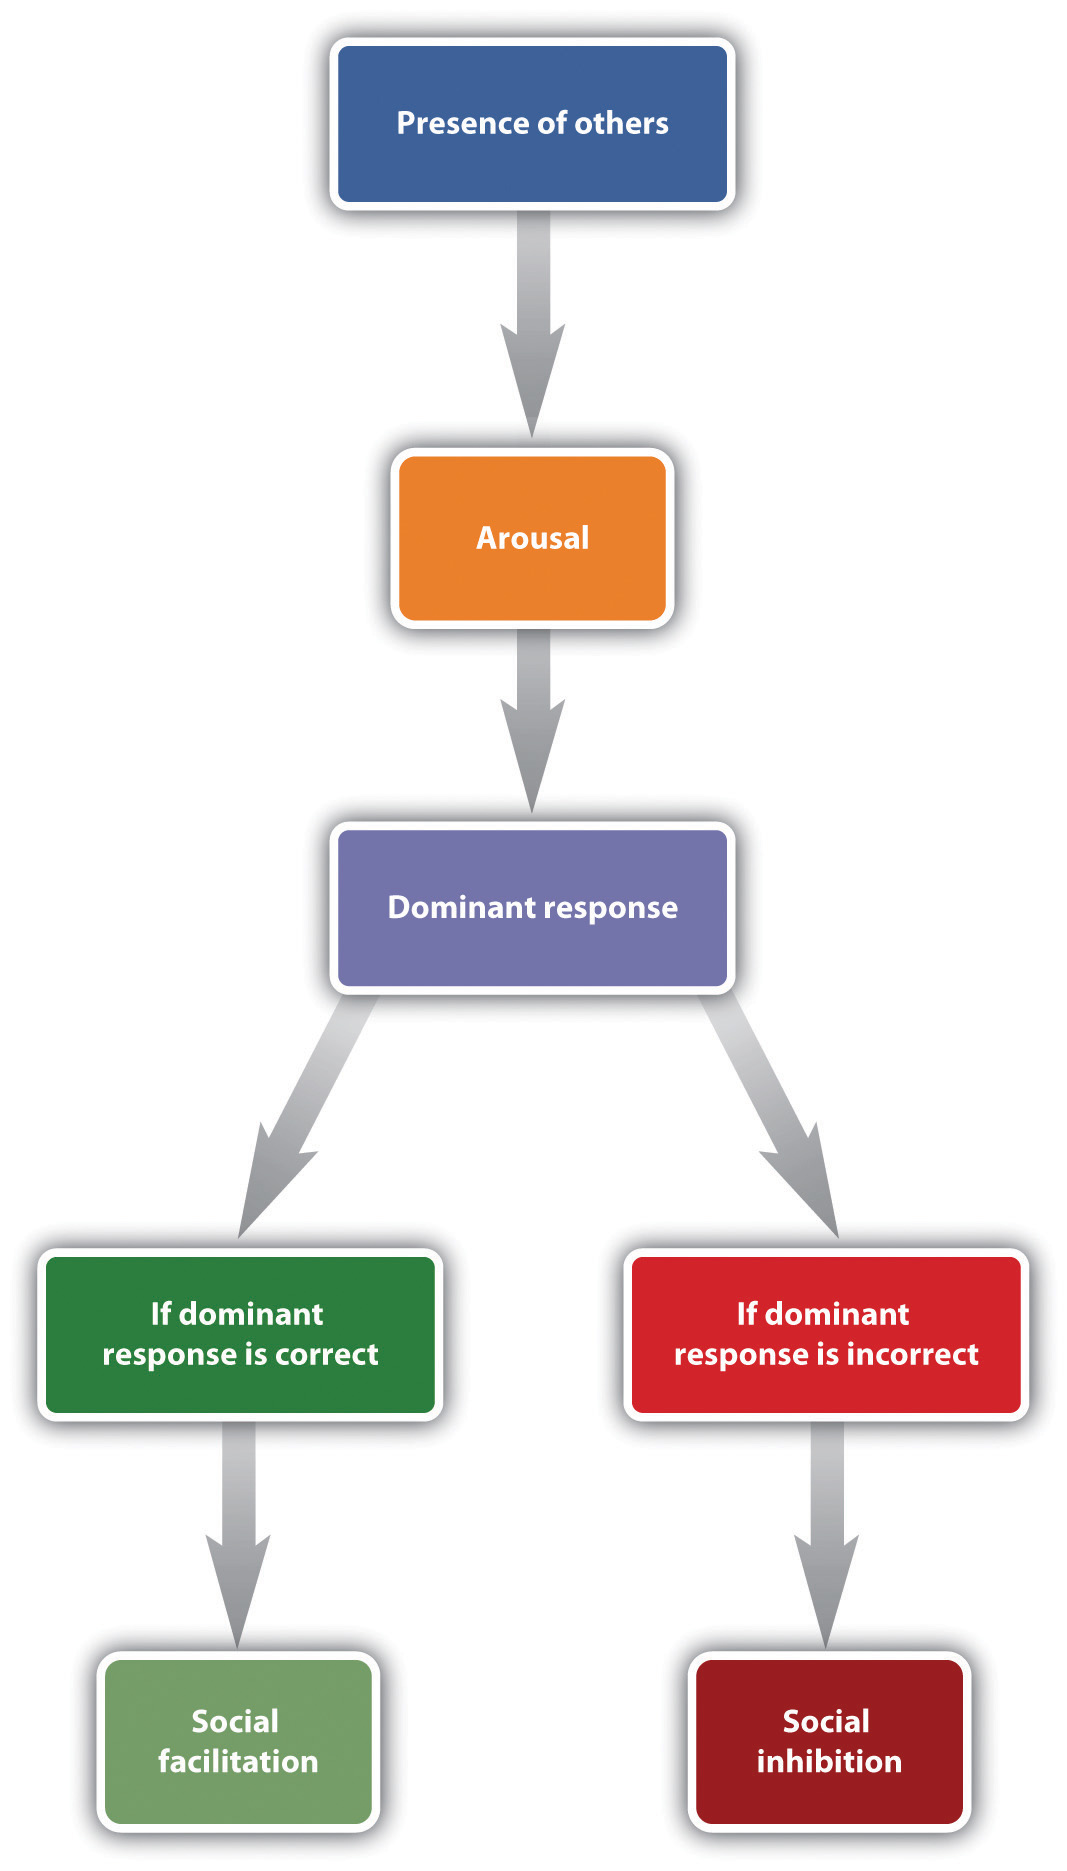 Presence of others
Arousal
Dominant response
If dominant
response is correct
If dominant
response is incorrect
Social
facilitation
Social
inhibition